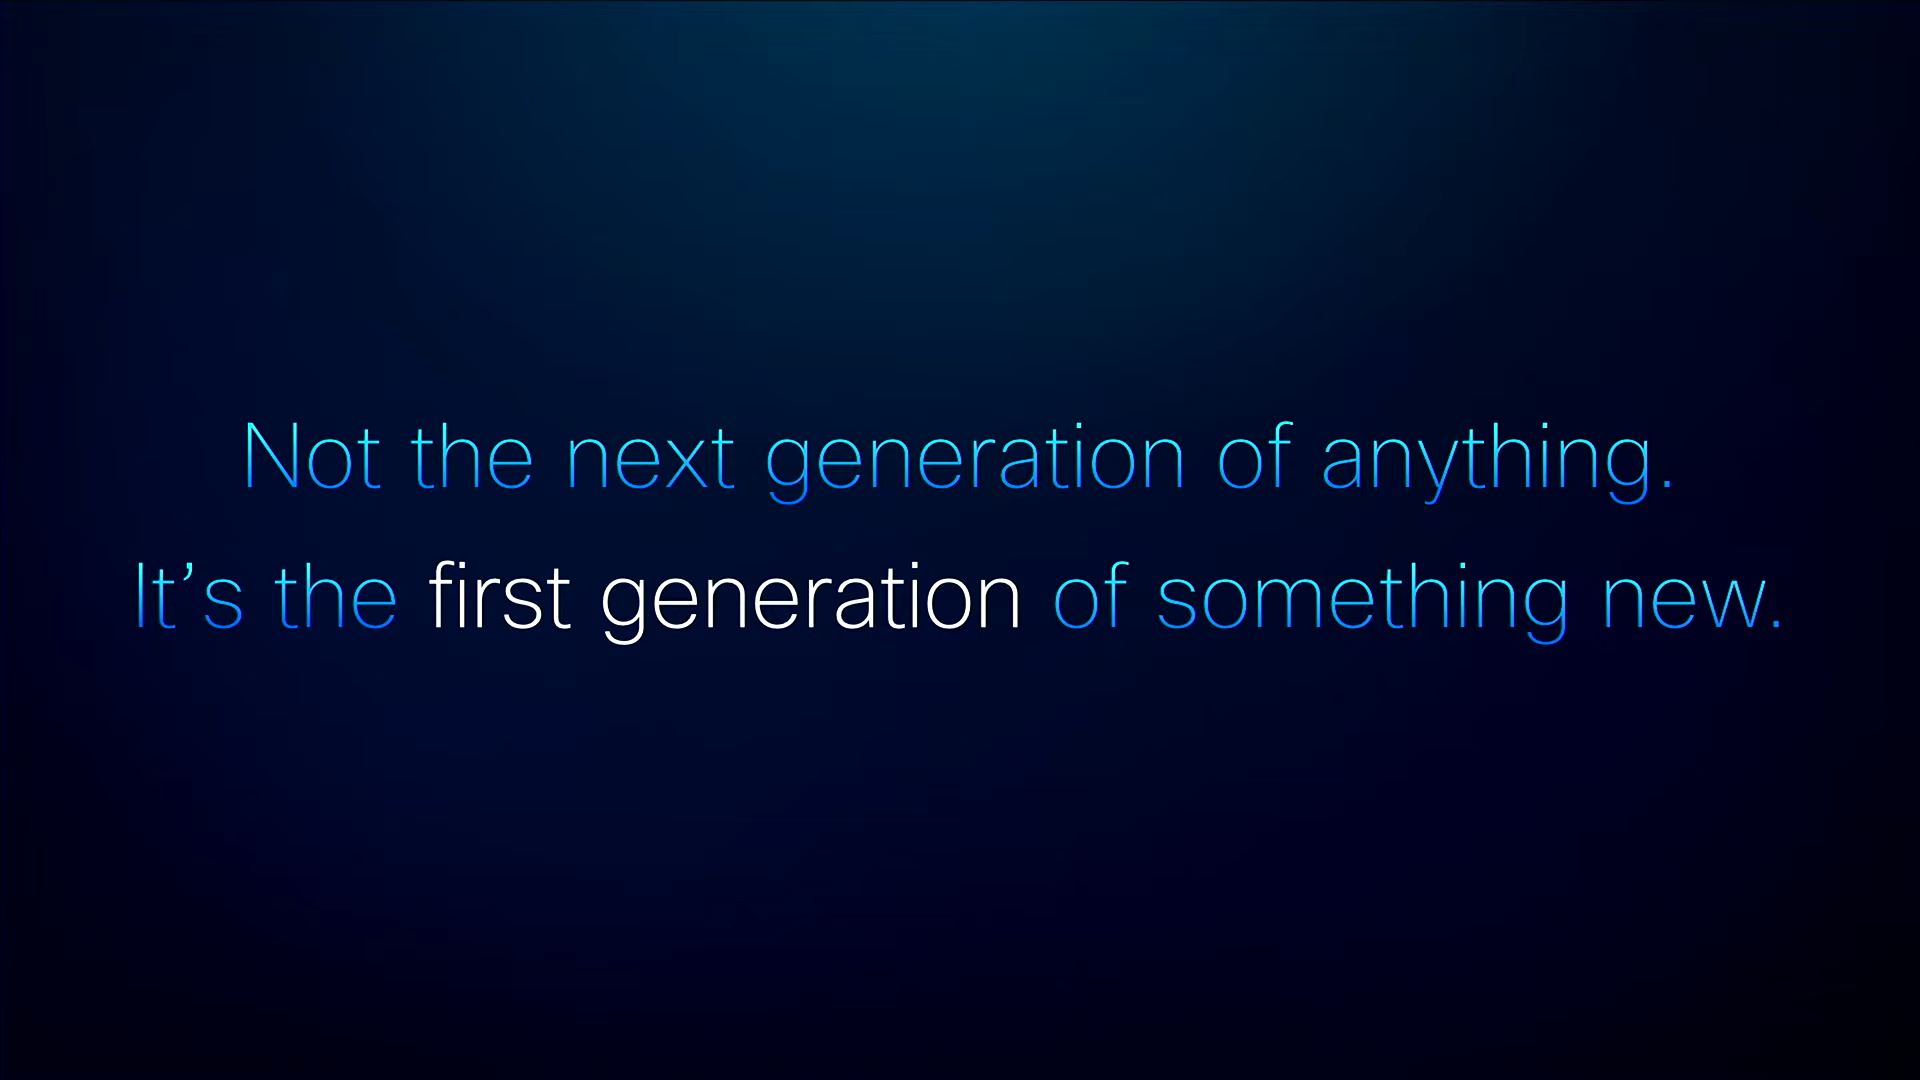 Not the next generation of anything.
It’s the first generation of something new.